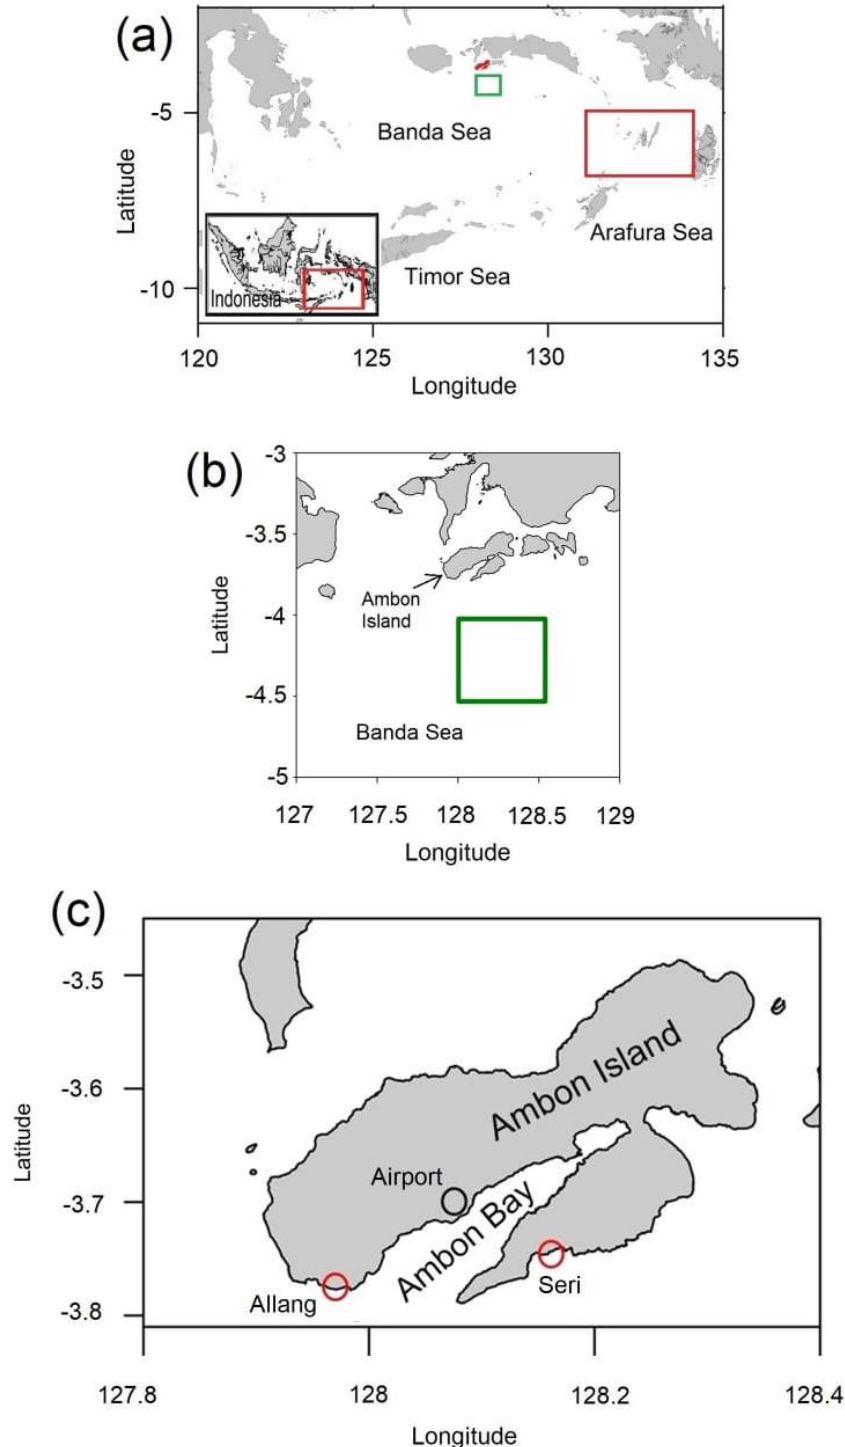 (a)
-5
Banda Sea
Latitude
Arafura Sea
Timor Sea
-10
Indonesia
120
125
130
135
Longitude
(b)
-3
-3.5
Ambon
Island
-4
Latitude
-4.5
Banda Sea
-5
127
127.5
128
128.5
129
Longitude
(c)
-3.5
Ambon Island
-3.6
Latitude
Airport
-3.7
Ambon Bay
Allang
Seri
-3.8
127.8
128
128.2
128.4
Longitude